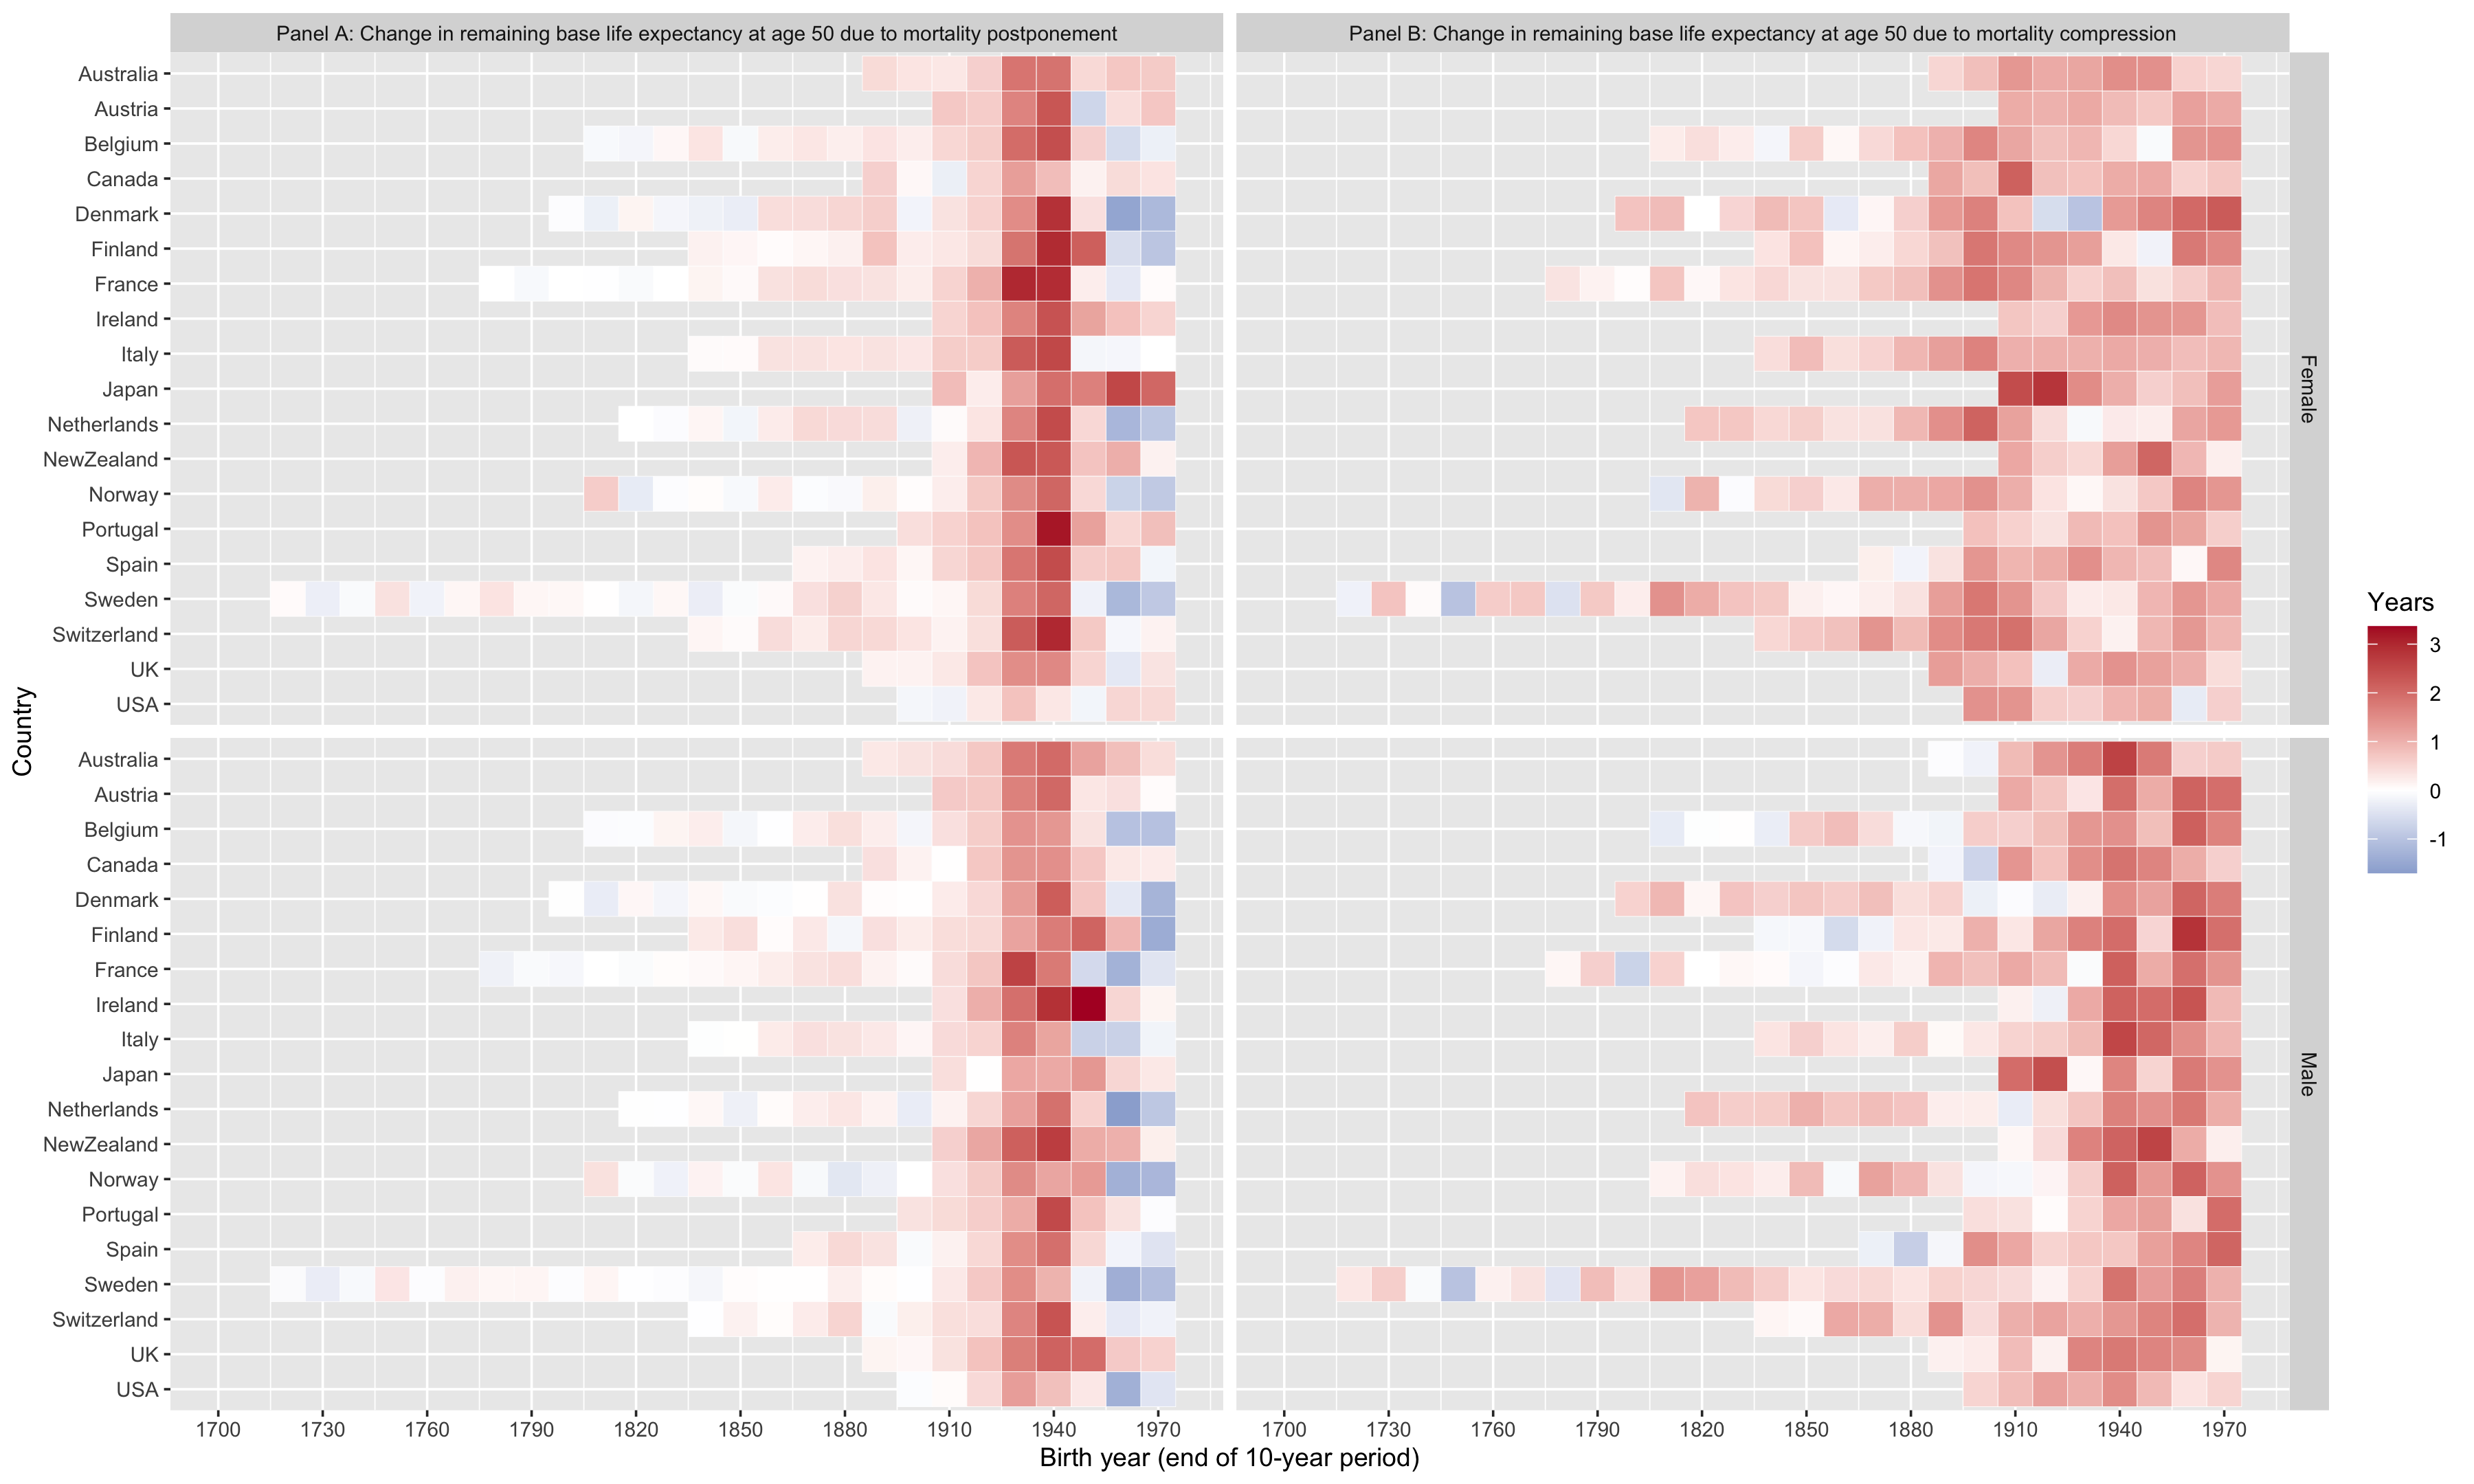 Panel A: Change in remaining base life expectancy at age 50 due to mortality postponement
Panel B: Change in remaining base life expectancy at age 50 due to mortality compression
Country
Australia
Austria
Belgium
Canada
Denmark
Finland
France
Ireland
Italy
Japan
Netherlands
NewZealand
Norway
Portugal
Spain
Sweden
Switzerland
UK
USA
Female
Australia
Austria
Belgium
Canada
Denmark
Finland
France
Ireland
Italy
Japan
Netherlands
NewZealand
Norway
Portugal
Spain
Sweden
Switzerland
UK
USA
Male
1700 1730 1760 1790 1820 1850 1880 1910 1940 1970
1700 1730 1760 1790 1820 1850 1880 1910 1940 1970
Birth year (end of 10-year period)
Years
3
2
1
0
-1